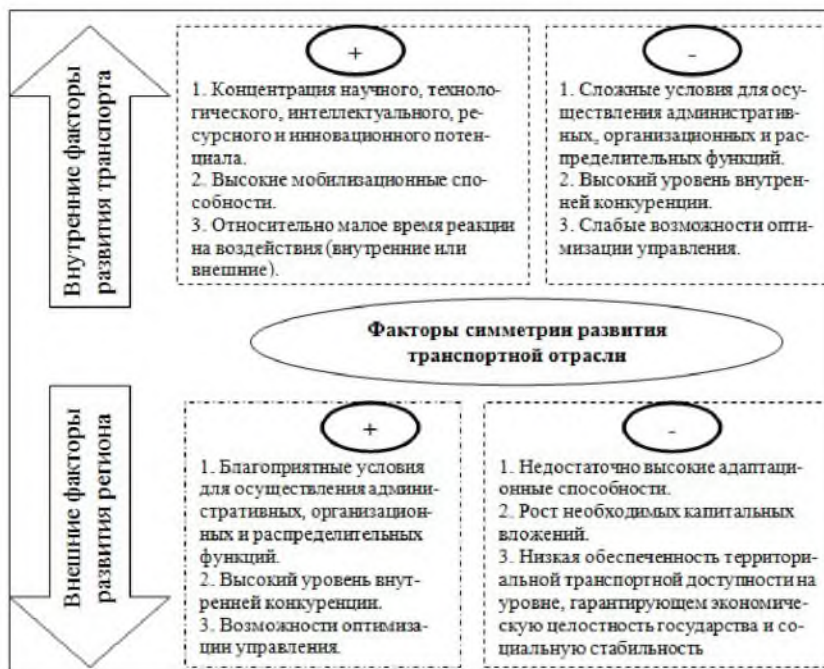 Внутренние факторы
развития транспорта
+
1. Концентрация научного, техноло-
гического, интеллектуального, ре-
сурсного и инновационного потен-
циала.
2. Высокие мобилизационные спо-
собности.
3. Относительно малое время реакции
на воздействия (внутренние или
внешние).
-
1. Сложные условия для осу-
ществления административ-
ных, организационных и рас-
пределительных функций.
2. Высокий уровень внутрен-
ней конкуренции.
3. Слабые возможности опти-
мизации управления.
Факторы симметрии развития
транспортной отрасли
Внешние факторы
развития региона
+
1. Благоприятные условия
для осуществления админи-
стративных, организацион-
ных и распределительных
функций.
2. Высокий уровень внут-
ренней конкуренции.
3. Возможности оптимиза-
ции управления.
-
1. Недостаточно высокие адаптаци-
онные способности.
2. Рост необходимых капитальных
вложений.
3. Низкая обеспеченность территори-
альной транспортной доступности на
уровне, гарантирующем экономиче-
скую целостность государства и со-
циальную стабильность